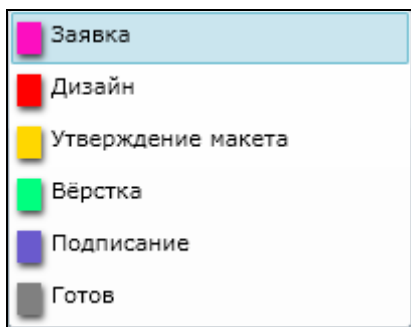 Заявка
Дизайн
Утверждение макета
Вёрстка
Подписание
Готов